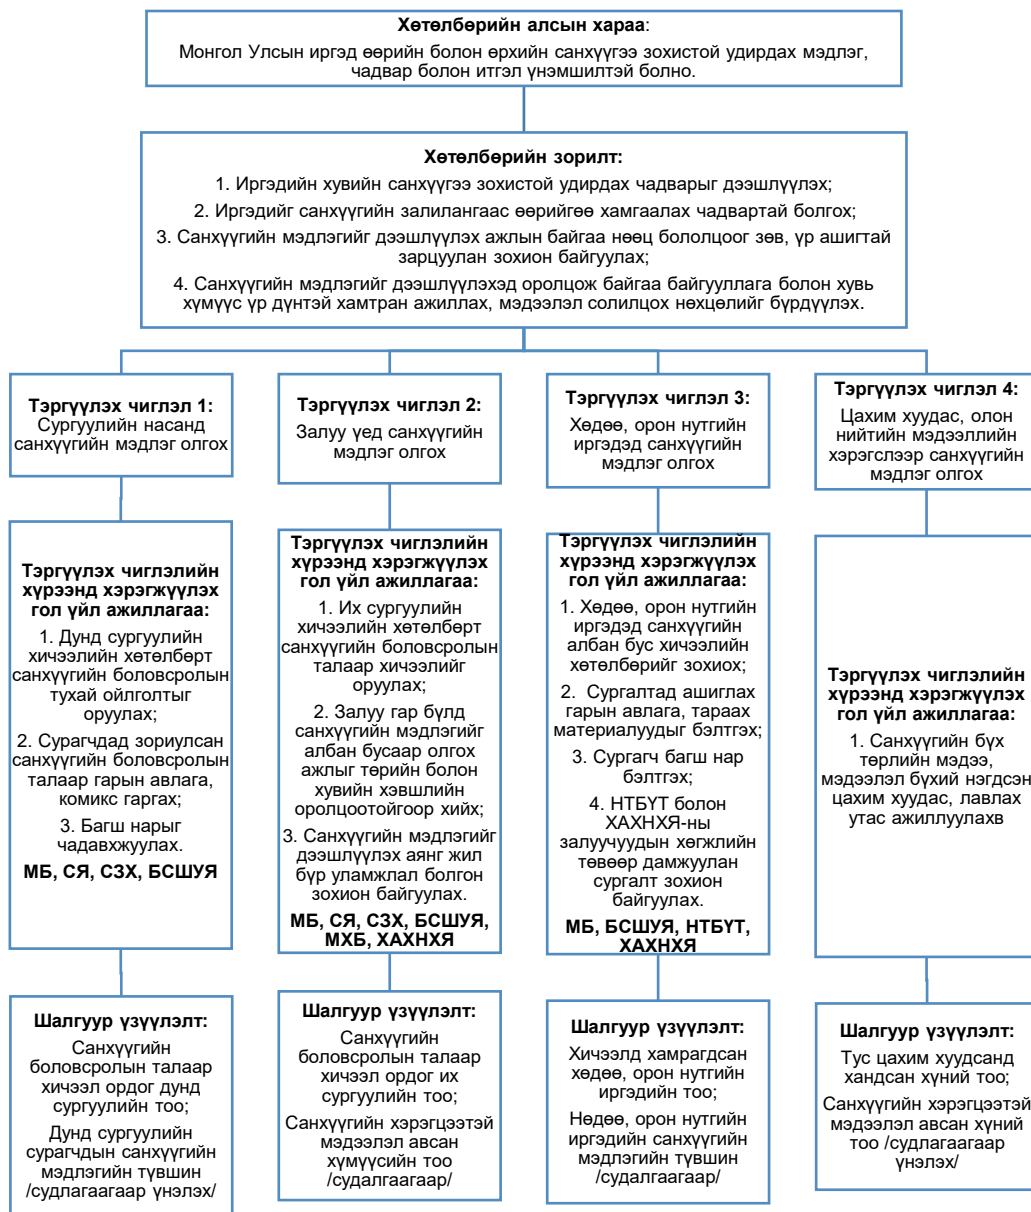 Хөтөлбөрийн алсын хараа:
Монгол Улсын иргэд өөрийн болон өрхийн санхүүгээ зохистой удирдах мэдлэг,
чадвар болон итгэл үнэмшилтэй болно.
Хөтөлбөрийн зорилт:
1. Иргэдийн хувийн санхүүгээ зохистой удирдах чадварыг дээшлүүлэх;
2. Иргэдийг санхүүгийн залилангаас өөрийгөө хамгаалах чадвартай болгох;
3. Санхүүгийн мэдлэгийг дээшлүүлэх ажлын байгаа нөөц бололцоог зөв, үр ашигтай
зарцуулан зохион байгуулах;
4. Санхүүгийн мэдлэгийг дээшлүүлэхэд оролцож байгаа байгууллага болон хувь
хүмүүс үр дүнтэй хамтран ажиллах, мэдээлэл солилцох нөхцөлийг бүрдүүлэх.
Тэргүүлэх чиглэл 1:
Сургуулийн насанд
санхүүгийн мэдлэг олгох
Тэргүүлэх чиглэл 2:
Залуу үед санхүүгийн
мэдлэг олгох
Тэргүүлэх чиглэл 3:
Хөдөө, орон нутгийн
иргэдэд санхүүгийн
мэдлэг олгох
Тэргүүлэх чиглэл 4:
Цахим хуудас, олон
нийтийн мэдээллийн
хэрэгслээр санхүүгийн
мэдлэг олгох
Тэргүүлэх чиглэлийн
хүрээнд хэрэгжүүлэх
гол үйл ажиллагаа:
1. Дунд сургуулийн
хичээлийн хөтөлбөрт
санхүүгийн боловсролын
тухай ойлголтыг
оруулах;
2. Сурагчдад зориулсан
санхүүгийн боловсролын
талаар гарын авлага,
комикс гаргах;
3. Багш нарыг
чадавхжуулах.
МБ, СЯ, СЗХ, БСШУЯ
Тэргүүлэх чиглэлийн
хүрээнд хэрэгжүүлэх
гол үйл ажиллагаа:
1. Их сургуулийн
хичээлийн хөтөлбөрт
санхүүгийн боловсролын
талаар хичээлийг
оруулах;
2. Залуу гар бүлд
санхүүгийн мэдлэгийг
албан бусаар олгох
ажлыг төрийн болон
хувийн хэвшлийн
оролцоотойгоор хийх;
3. Санхүүгийн мэдлэгийг
дээшлүүлэх аянг жил
бүр уламжлал болгон
зохион байгуулах.
МБ, СЯ, СЗХ, БСШУЯ,
МХБ, ХАХНХЯ
Тэргүүлэх чиглэлийн
хүрээнд хэрэгжүүлэх
гол үйл ажиллагаа:
1. Хөдөө, орон нутгийн
иргэдэд санхүүгийн
албан бус хичээлийн
хөтөлбөрийг зохиох;
2. Сургалтад ашиглах
гарын авлага, тараах
материалуудыг бэлтгэх;
3. Сургагч багш нар
бэлтгэх;
4. НТБҮТ болон
ХАХНХЯ-ны
залуучуудын хөгжлийн
төвөөр дамжуулан
сургалт зохион
байгуулах.
МБ, БСШУЯ, НТБҮТ,
ХАХНХЯ
Тэргүүлэх чиглэлийн
хүрээнд хэрэгжүүлэх
гол үйл ажиллагаа:
1. Санхүүгийн бүх
төрлийн мэдээ,
мэдээлэл бүхий нэгдсэн
цахим хуудас, лавлах
утас ажиллуулахв
Шалгуур үзүүлэлт:
Санхүүгийн
боловсролын талаар
хичээл ордог дунд
сургуулийн тоо;
Дунд сургуулийн
сурагчдын санхүүгийн
мэдлэгийн түвшин
/судлагаагаар үнэлэх/
Шалгуур үзүүлэлт:
Санхүүгийн
боловсролын талаар
хичээл ордог их
сургуулийн тоо;
Санхүүгийн хэрэгцээтэй
мэдээлэл авсан
хүмүүсийн тоо
/судалгаагаар/
Шалгуур үзүүлэлт:
Хичээлд хамрагдсан
хөдөө, орон нутгийн
иргэдийн тоо;
Нөдөө, орон нутгийн
иргэдийн санхүүгийн
мэдлэгийн түвшин
/судалгаагаар/
Шалгуур үзүүлэлт:
Тус цахим хуудсанд
хандсан хүний тоо;
Санхүүгийн хэрэгцээтэй
мэдээлэл авсан хүний
тоо /судлагаагаар
үнэлэх/